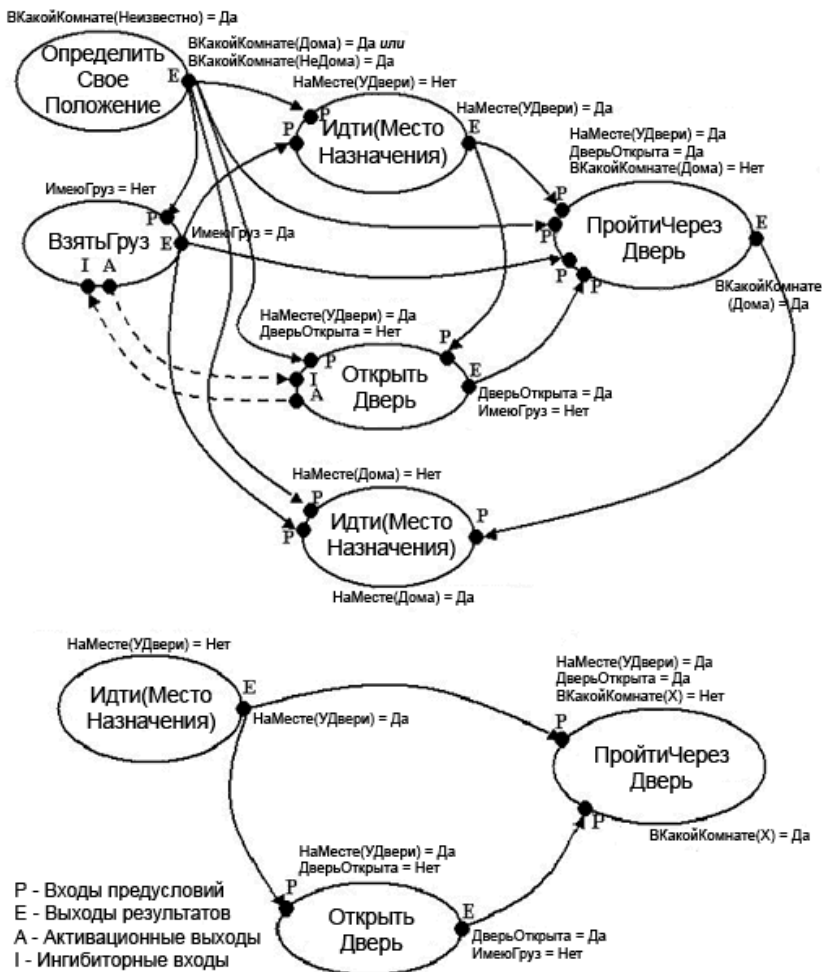 ВКакойКомнате(Неизвестно) = Да
Определить
Свое
Положение
E
ВКакойКомнате(Дома) = Да или
ВКакойКомнате(НеДома) = Да
НаМесте(УДвери) = Нет
P
P
Идти(Место
Назначения)
E
НаМесте(УДвери) = Да
НаМесте(УДвери) = Да
ДверьОткрыта = Да
ВКакойКомнате(Дома) = Нет
P
P
P
P
ПройтиЧерез
Дверь
E
ВКакойКомнате
(Дома) = Да
ИмеюГруз = Нет
P
ВзятьГруз
E
ИмеюГруз = Да
I
A
НаМесте(УДвери) = Да
ДверьОткрыта = Нет
P
P
I
A
Открыть
Дверь
E
ДверьОткрыта = Да
ИмеюГруз = Нет
НаМесте(Дома) = Нет
P
P
P
Идти(Место
Назначения)
НаМесте(Дома) = Да
НаМесте(УДвери) = Нет
Идти(Место
Назначения)
E
НаМесте(УДвери) = Да
НаМесте(УДвери) = Да
ДверьОткрыта = Да
ВКакойКомнате(X) = Нет
P
P
ПройтиЧерез
Дверь
ВКакойКомнате(X) = Да
НаМесте(УДвери) = Да
ДверьОткрыта = Нет
P
Открыть
Дверь
E
ДверьОткрыта = Да
ИмеюГруз = Нет
P - Входы предусловий
E - Выходы результатов
A - Активационные выходы
I - Ингибиторные входы